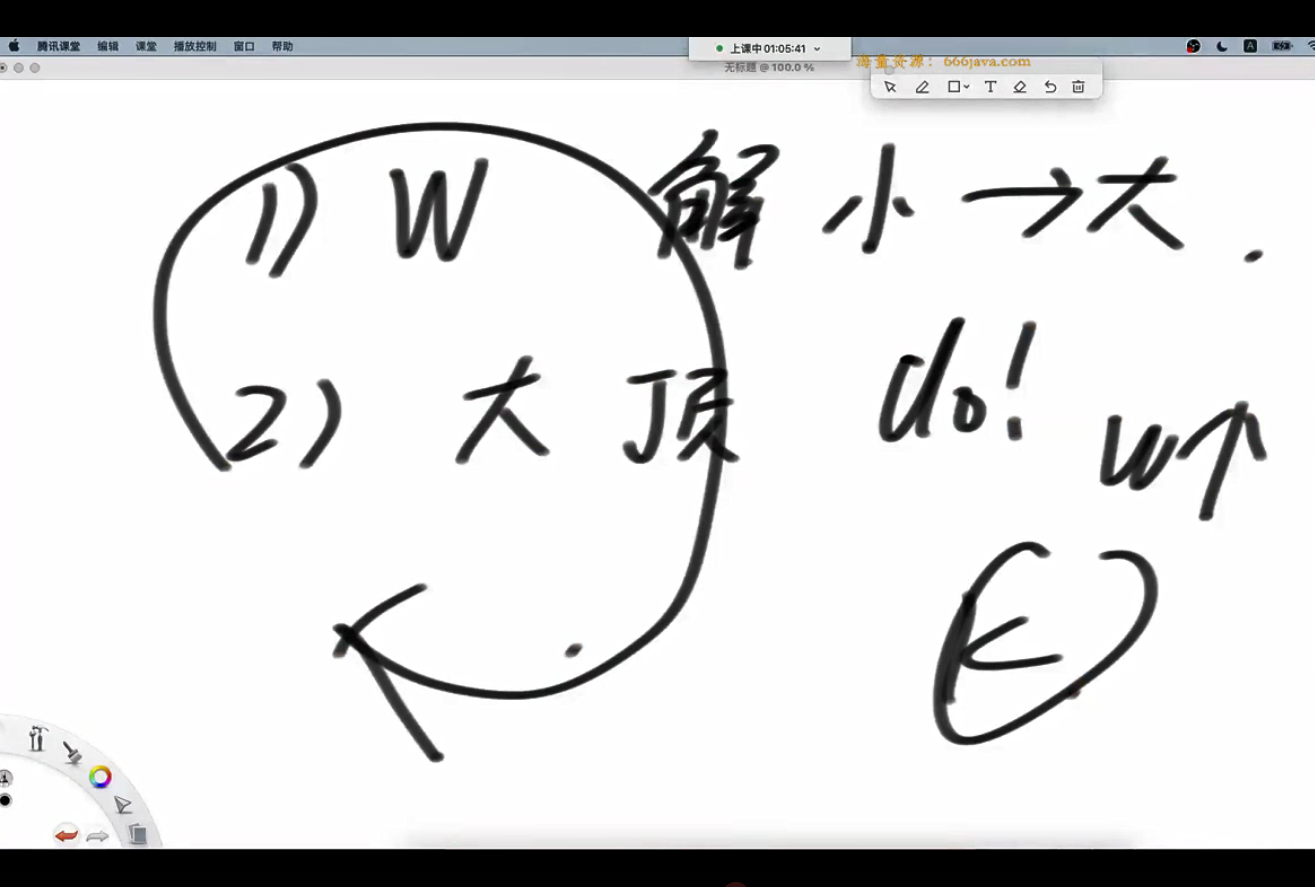 腾讯课堂 编辑 课堂 播放控制 窗口 帮助
上课中 01:05:41
A
无标题 @ 100.0 %
海量资源：666java.com
T
1) W 解 小→大.
2) 大顶 do!
W↑